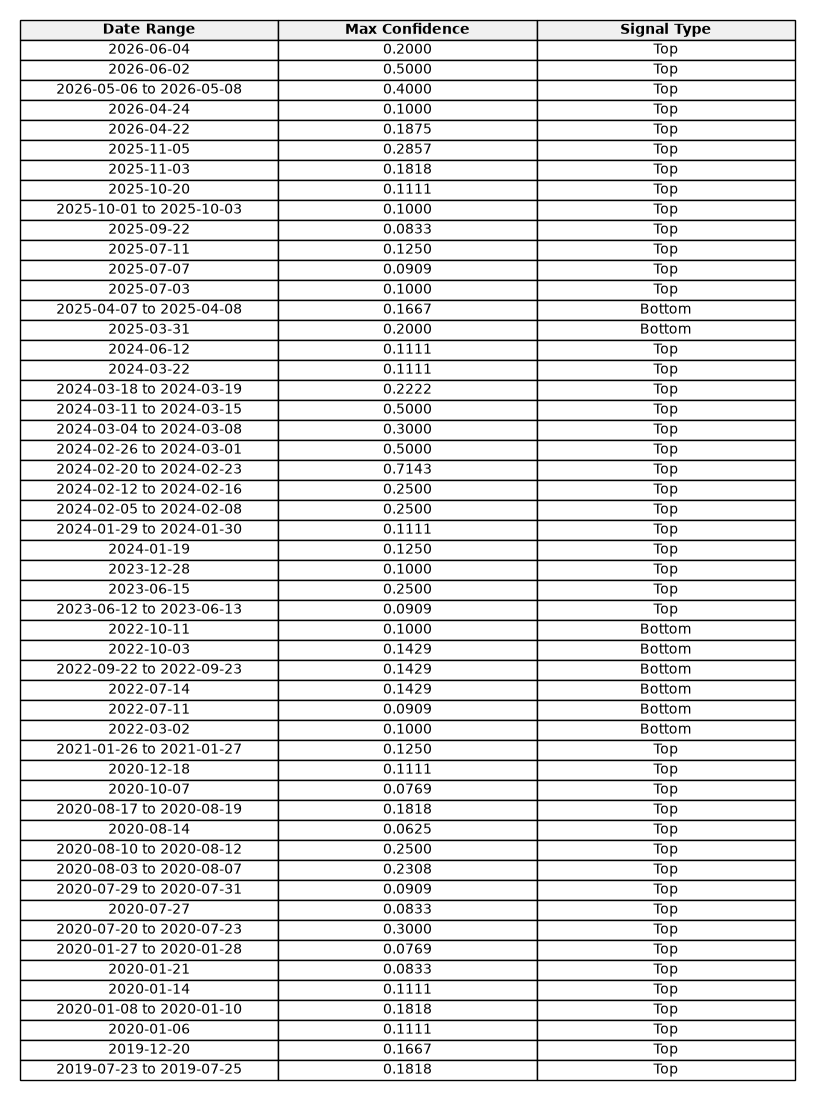 Date Range Max Confidence Signal Type
2026-06-04 0.2000 Top
2026-06-02 0.5000 Top
2026-05-06 to 2026-05-08 0.4000 Top
2026-04-24 0.1000 Top
2026-04-22 0.1875 Top
2025-11-05 0.2857 Top
2025-11-03 0.1818 Top
2025-10-20 0.1111 Top
2025-10-01 to 2025-10-03 0.1000 Top
2025-09-22 0.0833 Top
2025-07-11 0.1250 Top
2025-07-07 0.0909 Top
2025-07-03 0.1000 Top
2025-04-07 to 2025-04-08 0.1667 Bottom
2025-03-31 0.2000 Bottom
2024-06-12 0.1111 Top
2024-03-22 0.1111 Top
2024-03-18 to 2024-03-19 0.2222 Top
2024-03-11 to 2024-03-15 0.5000 Top
2024-03-04 to 2024-03-08 0.3000 Top
2024-02-26 to 2024-03-01 0.5000 Top
2024-02-20 to 2024-02-23 0.7143 Top
2024-02-12 to 2024-02-16 0.2500 Top
2024-02-05 to 2024-02-08 0.2500 Top
2024-01-29 to 2024-01-30 0.1111 Top
2024-01-19 0.1250 Top
2023-12-28 0.1000 Top
2023-06-15 0.2500 Top
2023-06-12 to 2023-06-13 0.0909 Top
2022-10-11 0.1000 Bottom
2022-10-03 0.1429 Bottom
2022-09-22 to 2022-09-23 0.1429 Bottom
2022-07-14 0.1429 Bottom
2022-07-11 0.0909 Bottom
2022-03-02 0.1000 Bottom
2021-01-26 to 2021-01-27 0.1250 Top
2020-12-18 0.1111 Top
2020-10-07 0.0769 Top
2020-08-17 to 2020-08-19 0.1818 Top
2020-08-14 0.0625 Top
2020-08-10 to 2020-08-12 0.2500 Top
2020-08-03 to 2020-08-07 0.2308 Top
2020-07-29 to 2020-07-31 0.0909 Top
2020-07-27 0.0833 Top
2020-07-20 to 2020-07-23 0.3000 Top
2020-01-27 to 2020-01-28 0.0769 Top
2020-01-21 0.0833 Top
2020-01-14 0.1111 Top
2020-01-08 to 2020-01-10 0.1818 Top
2020-01-06 0.1111 Top
2019-12-20 0.1667 Top
2019-07-23 to 2019-07-25 0.1818 Top